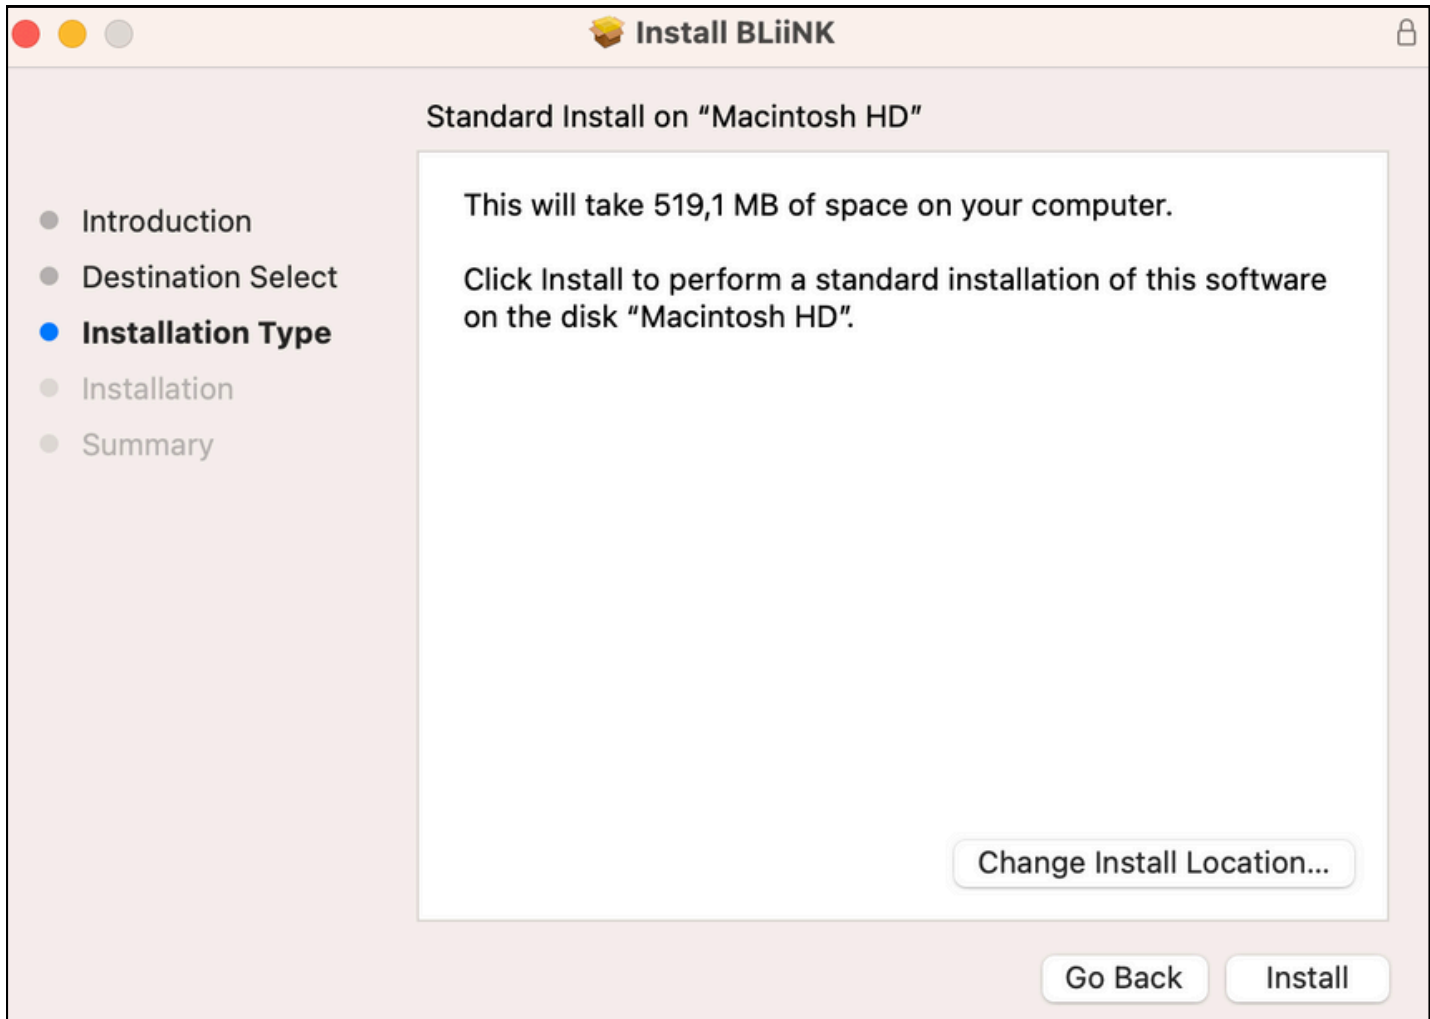 Install BLiiNK
Standard Install on “Macintosh HD”
Introduction
Destination Select
Installation Type
Installation
Summary
This will take 519,1 MB of space on your computer.
Click Install to perform a standard installation of this software
on the disk “Macintosh HD”.
Change Install Location...
Go Back
Install